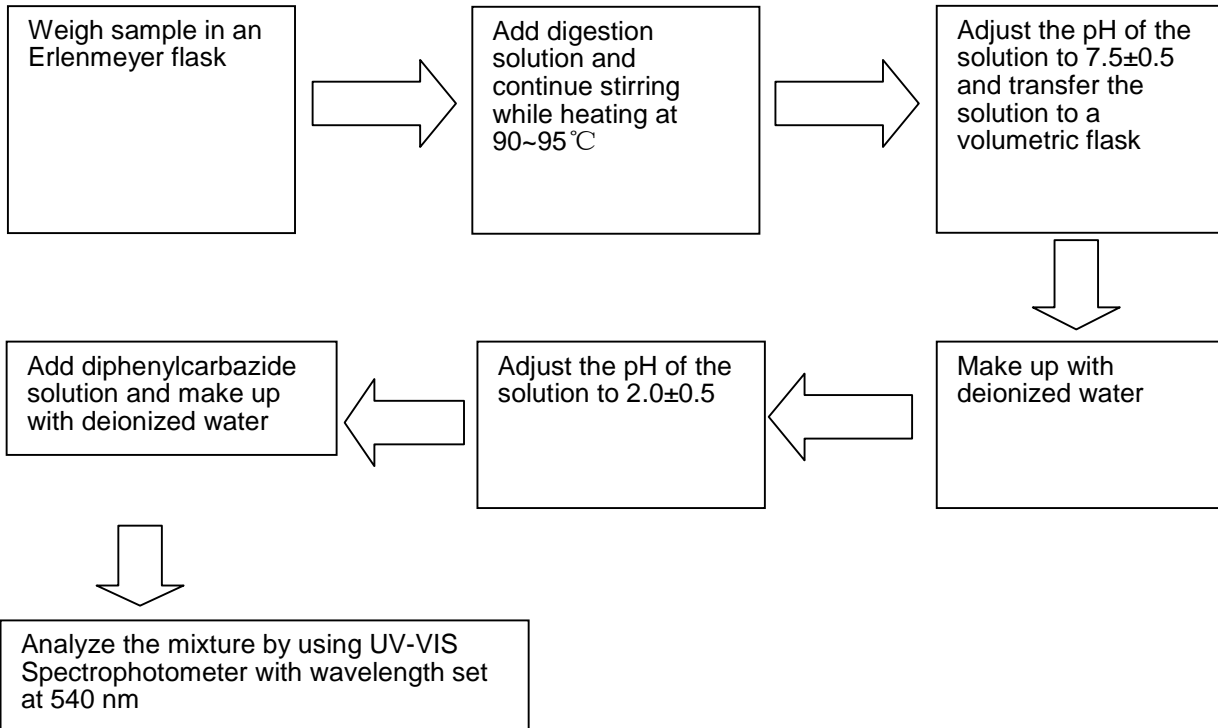 Weigh sample in an
Erlenmeyer flask
Add digestion
solution and
continue stirring
while heating at
90~95℃
Adjust the pH of the
solution to 7.5±0.5
and transfer the
solution to a
volumetric flask
Make up with
deionized water
Adjust the pH of the
solution to 2.0±0.5
Add diphenylcarbazide
solution and make up
with deionized water
Analyze the mixture by using UV-VIS
Spectrophotometer with wavelength set
at 540 nm